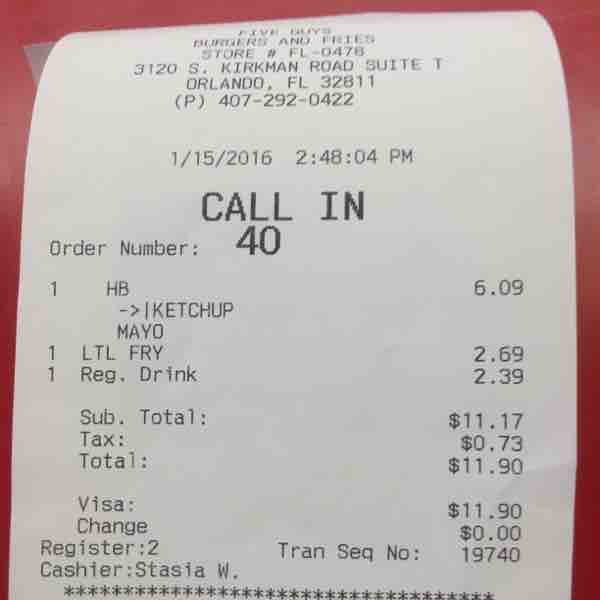 FIVE GUYS
BURGERS AND FRIES
STORE # FL-0478
3120 S. KIRKMAN ROAD SUITE T
ORLANDO, FL 32811
(P) 407-292-0422
1/15/2016 2:48:04 PM
CALL IN
Order Number: 40
1 HB 6.09
->|KETCHUP
MAYO
1 LTL FRY 2.69
1 Reg. Drink 2.39
Sub. Total: $11.17
Tax: $0.73
Total: $11.90
Visa: $11.90
Change $0.00
Register:2 Tran Seq No: 19740
Cashier:Stasia W.
************************************